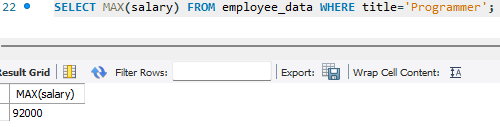 22 SELECT MAX(salary) FROM employee_data WHERE title='Programmer';
Result Grid Filter Rows: Export: Wrap Cell Content: IA
MAX(salary)
92000